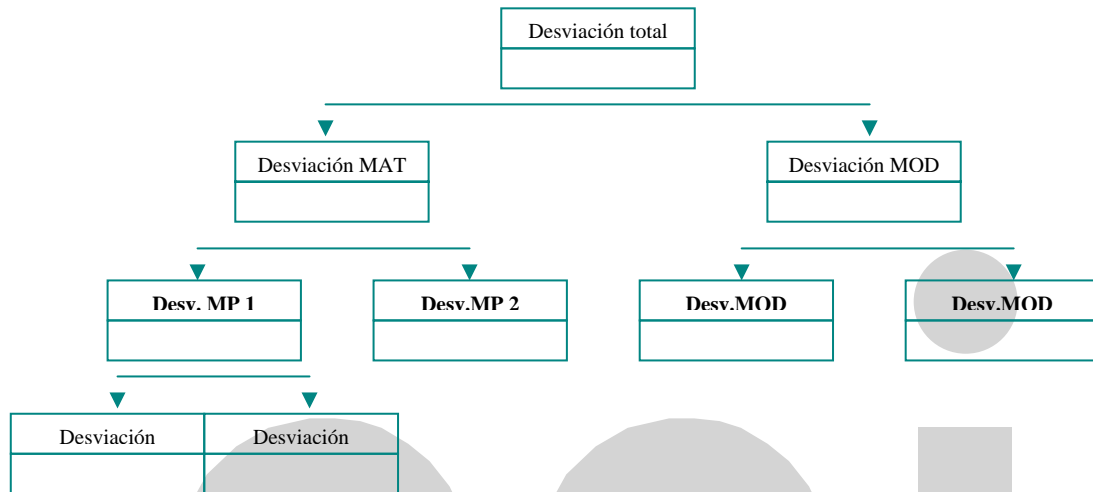 Desviación total
Desviación MAT
Desviación MOD
Desv. MP 1
Desv.MP 2
Desv.MOD
Desv.MOD
Desviación
Desviación